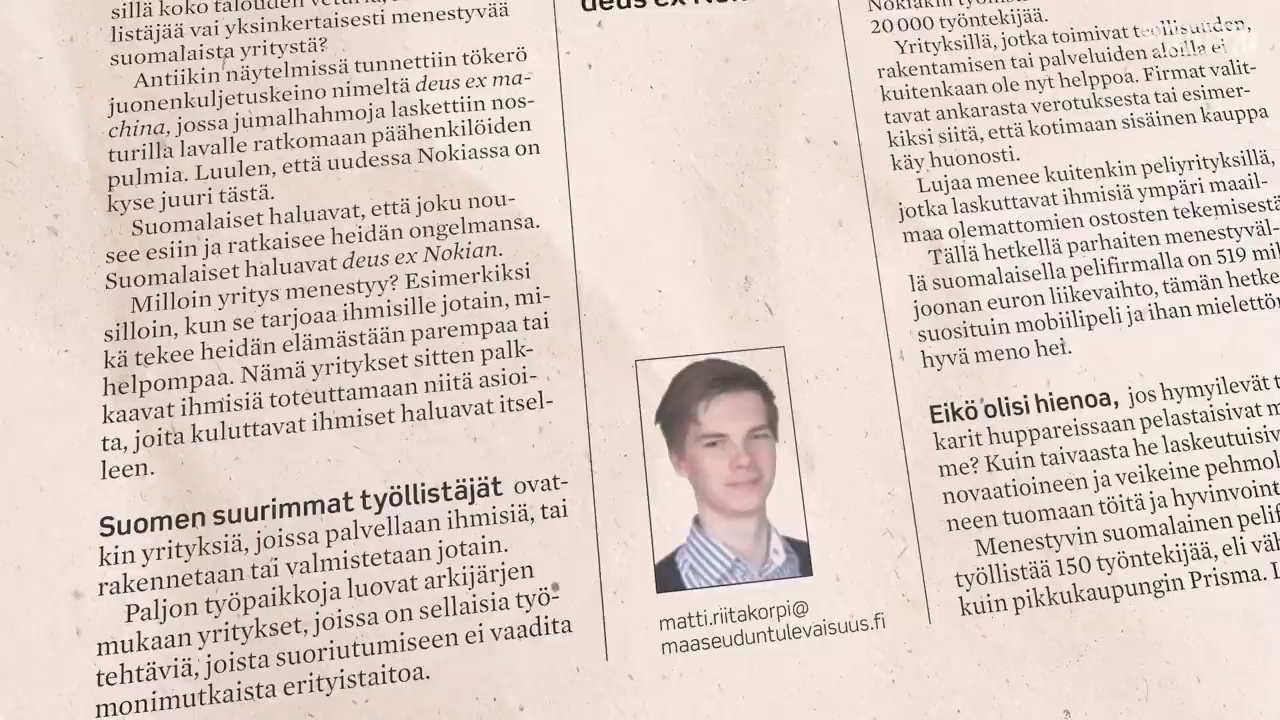 sillä koko talouden
listäjää vai yksinkertaisesti menestyvää
suomalaista yritystä?
Antiikin näytelmissä tunnettiin tökerö
juonenkuljetuskeino nimeltä deus ex ma-
china, jossa jumalhahmoja laskettiin nos-
turilla lavalle ratkomaan päähenkilöiden
pulmia. Luulen, että uudessa Nokiassa on
kyse juuri tästä.
Suomalaiset haluavat, että joku nou-
see esiin ja ratkaisee heidän ongelmansa.
Suomalaiset haluavat deus ex Nokian.
Milloin yritys menestyy? Esimerkiksi
silloin, kun se tarjoaa ihmisille jotain, mi-
kä tekee heidän elämästään parempaa tai
helpompaa. Nämä yritykset sitten palk-
kaavat ihmisiä toteuttamaan niitä asioi-
ta, joita kuluttavat ihmiset haluavat itsel-
leen.
Suomen suurimmat työllistäjät ovat-
kin yrityksiä, joissa palvellaan ihmisiä, tai
rakennetaan tai valmistetaan jotain.
Paljon työpaikkoja luovat arkijärjen
mukaan yritykset, joissa on sellaisia työ-
tehtäviä, joista suoriutumiseen ei vaadita
monimutkaista erityistaitoa.
deus ex
matti.riitakorpi@
maaseuduntulevaisuus.fi
20 000 työntekijää.
Yrityksillä, jotka toimivat teollisuuden,
rakentamisen tai palveluiden aloilla ei
kuitenkaan ole nyt helppoa. Firmat valit-
tavat ankarasta verotuksesta tai esimer-
kiksi siitä, että kotimaan sisäinen kauppa
käy huonosti.
Lujaa menee kuitenkin peliyrityksillä,
jotka laskuttavat ihmisiä ympäri maail-
maa olemattomien ostosten tekemisestä
Tällä hetkellä parhaiten menestyväl-
lä suomalaisella pelifirmalla on 519 mil
joonan euron liikevaihto, tämän hetke
suosituin mobiilipeli ja ihan mielettö
hyvä meno hei.
Eikö olisi hienoa, jos hymyilevät t
karit huppareissaan pelastaisivat m
me? Kuin taivaasta he laskeutuisiv
novaatioineen ja veikeine pehmol
neen tuomaan töitä ja hyvinvoint
Menestyvin suomalainen pelif
työllistää 150 työntekijää, eli väh
kuin pikkukaupungin Prisma.